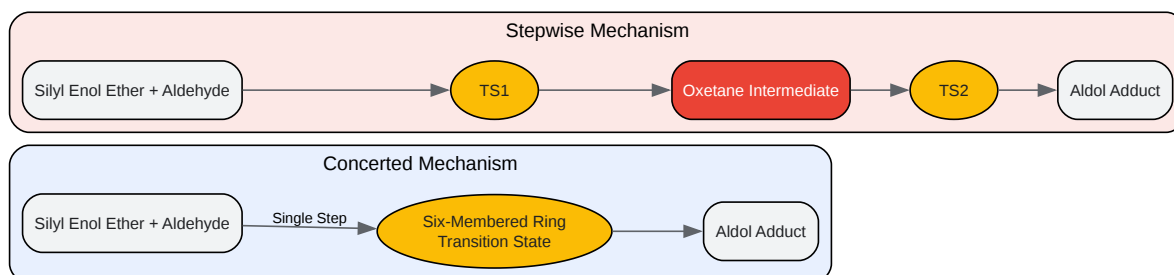 Stepwise Mechanism
Silyl Enol Ether + Aldehyde
TS1
Oxetane Intermediate
TS2
Aldol Adduct
Concerted Mechanism
Silyl Enol Ether + Aldehyde
Single Step
Six-Membered Ring
Transition State
Aldol Adduct